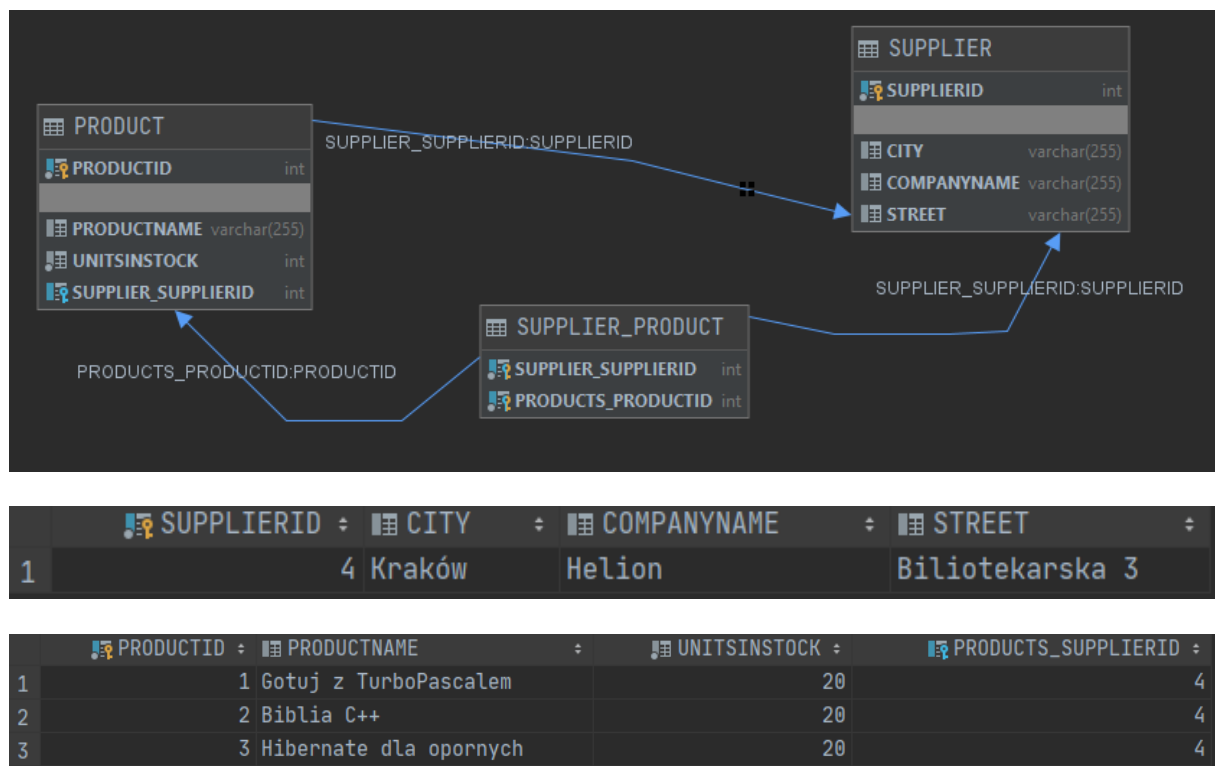 SUPPLIER
SUPPLIERID int
CITY varchar(255)
COMPANYNAME varchar(255)
STREET varchar(255)
PRODUCT
PRODUCTID int
PRODUCTNAME varchar(255)
UNITSINSTOCK int
SUPPLIER_SUPPLIERID int
SUPPLIER_SUPPLIERID:SUPPLIERID
SUPPLIER_SUPPLIERID:SUPPLIERID
SUPPLIER_PRODUCT
SUPPLIER_SUPPLIERID int
PRODUCTS_PRODUCTID int
PRODUCTS_PRODUCTID:PRODUCTID
SUPPLIERID CITY COMPANYNAME STREET
1 4 Kraków Helion Biliotekarska 3
PRODUCTID PRODUCTNAME UNITSINSTOCK PRODUCTS_SUPPLIERID
1 1 Gotuj z TurboPascalem 20 4
2 2 Biblia C++ 20 4
3 3 Hibernate dla opornych 20 4